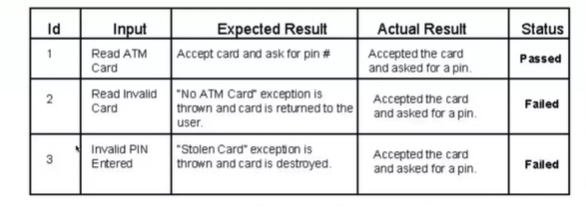 Id Input Expected Result Actual Result Status
1 Read ATM Card Accept card and ask for pin # Accepted the card and asked for a pin. Passed
2 Read Invalid Card "No ATM Card" exception is thrown and card is returned to the user. Accepted the card and asked for a pin. Failed
3 Invalid PIN Entered "Stolen Card" exception is thrown and card is destroyed. Accepted the card and asked for a pin. Failed